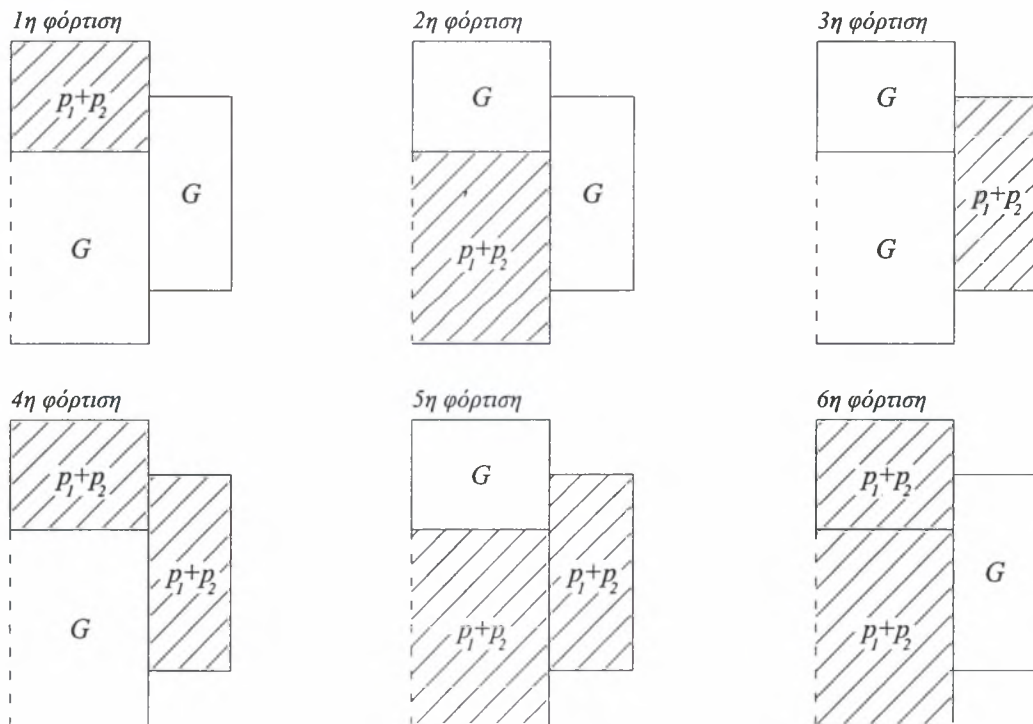 1η φόρτιση
2η φόρτιση
3η φόρτιση
p₁+p₂
G
G
G
p₁+p₂
G
G
p₁+p₂
G
4η φόρτιση
5η φόρτιση
6η φόρτιση
p₁+p₂
p₁+p₂
G
G
p₁+p₂
p₁+p₂
p₁+p₂
p₁+p₂
G